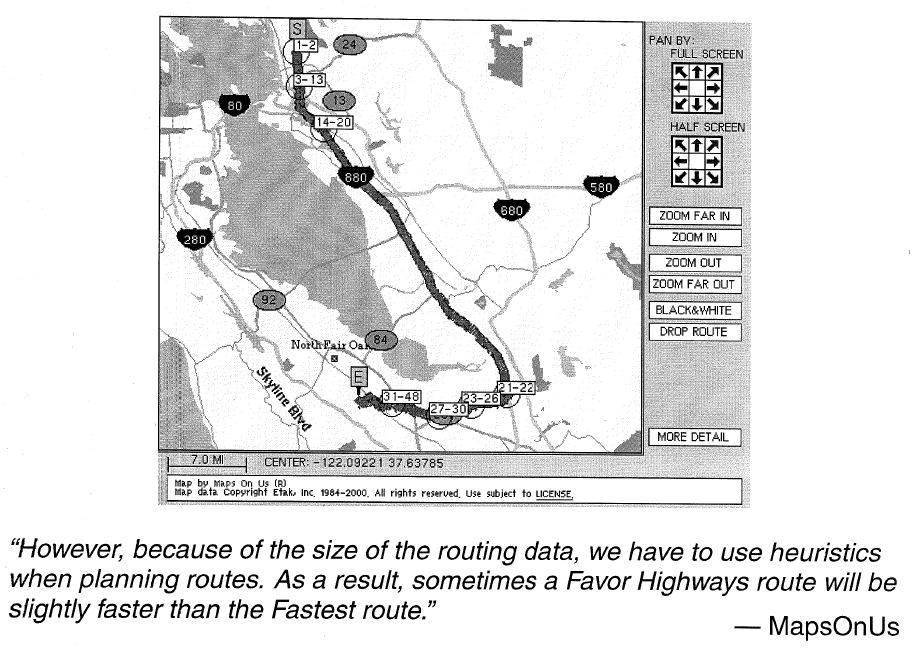 S
1-2
24
3-13
80
13
14-20
880
580
680
280
92
84
North Fair Oa
E
Skyline Blvd
31-48
27-30
23-26
21-22
PAN BY:
FULL SCREEN
HALF SCREEN
ZOOM FAR IN
ZOOM IN
ZOOM OUT
ZOOM FAR OUT
BLACK&WHITE
DROP ROUTE
MORE DETAIL
7.0 MI
CENTER: -122.09221 37.63785
Map by Maps On Us (R)
Map data Copyright Etak, Inc. 1984-2000. All rights reserved. Use subject to LICENSE.
“However, because of the size of the routing data, we have to use heuristics
when planning routes. As a result, sometimes a Favor Highways route will be
slightly faster than the Fastest route.”
— MapsOnUs